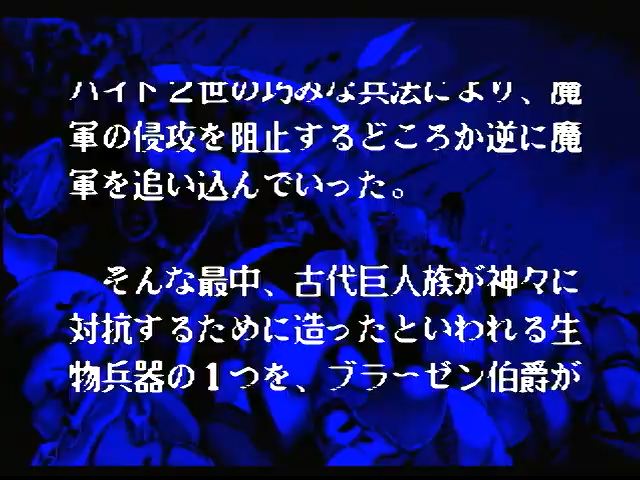 ハイト２世の巧みな兵法により、魔
軍の侵攻を阻止するどころか逆に魔
軍を追い込んでいった。
そんな最中、古代巨人族が神々に
対抗するために造ったといわれる生
物兵器の１つを、ブラーゼン伯爵が